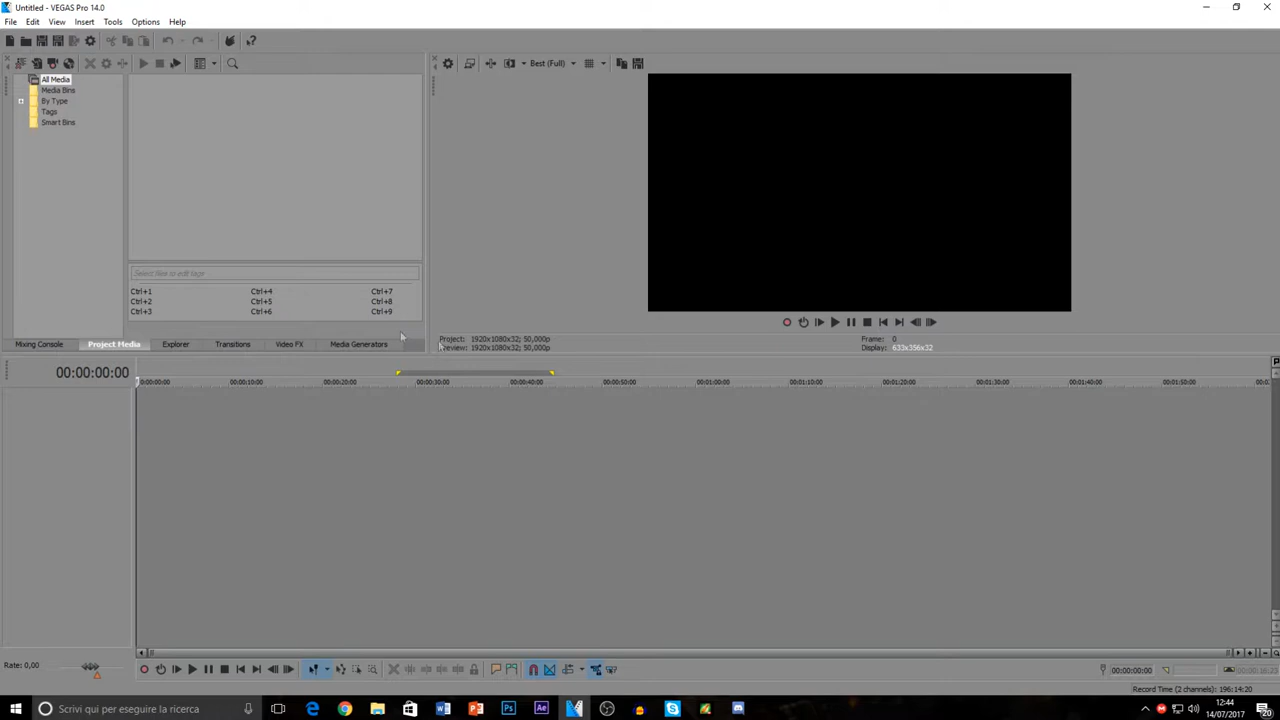 Untitled - VEGAS Pro 14.0
File Edit View Insert Tools Options Help
Best (Full)
All Media
Media Bins
By Type
Tags
Smart Bins
Select files to edit tags ...
Ctrl+1 Ctrl+4 Ctrl+7
Ctrl+2 Ctrl+5 Ctrl+8
Ctrl+3 Ctrl+6 Ctrl+9
Project: 1920x1080x32; 50,000p
Preview: 1920x1080x32; 50,000p
Frame: 0
Display: 633x356x32
Mixing Console Project Media Explorer Transitions Video FX Media Generators
00:00:00:00
00:00:10:00 00:00:20:00 00:00:30:00 00:00:40:00 00:00:50:00 00:01:00:00 00:01:10:00 00:01:20:00 00:01:30:00 00:01:40:00 00:01:50:00
Rate: 0,00
00:00:00:00
Record Time (2 channels): 196:14:20
Scrivi qui per eseguire la ricerca
12:44
14/07/2017